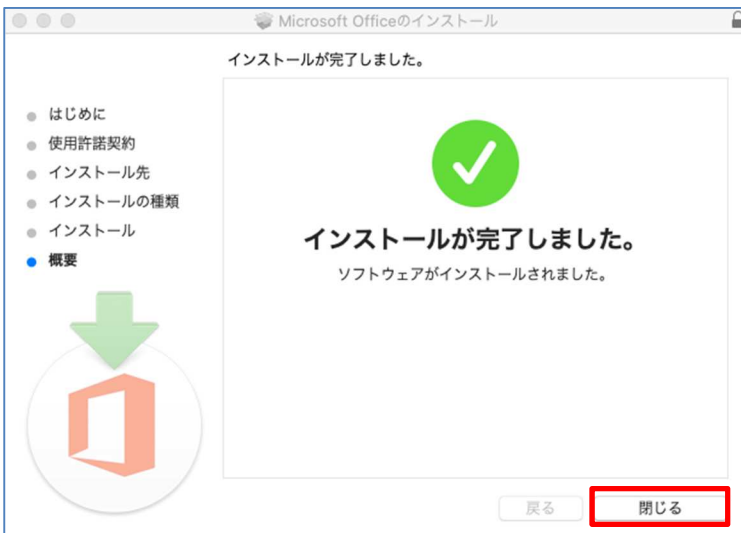 Microsoft Officeのインストール
インストールが完了しました。
はじめに
使用許諾契約
インストール先
インストールの種類
インストール
概要
インストールが完了しました。
ソフトウェアがインストールされました。
戻る
閉じる